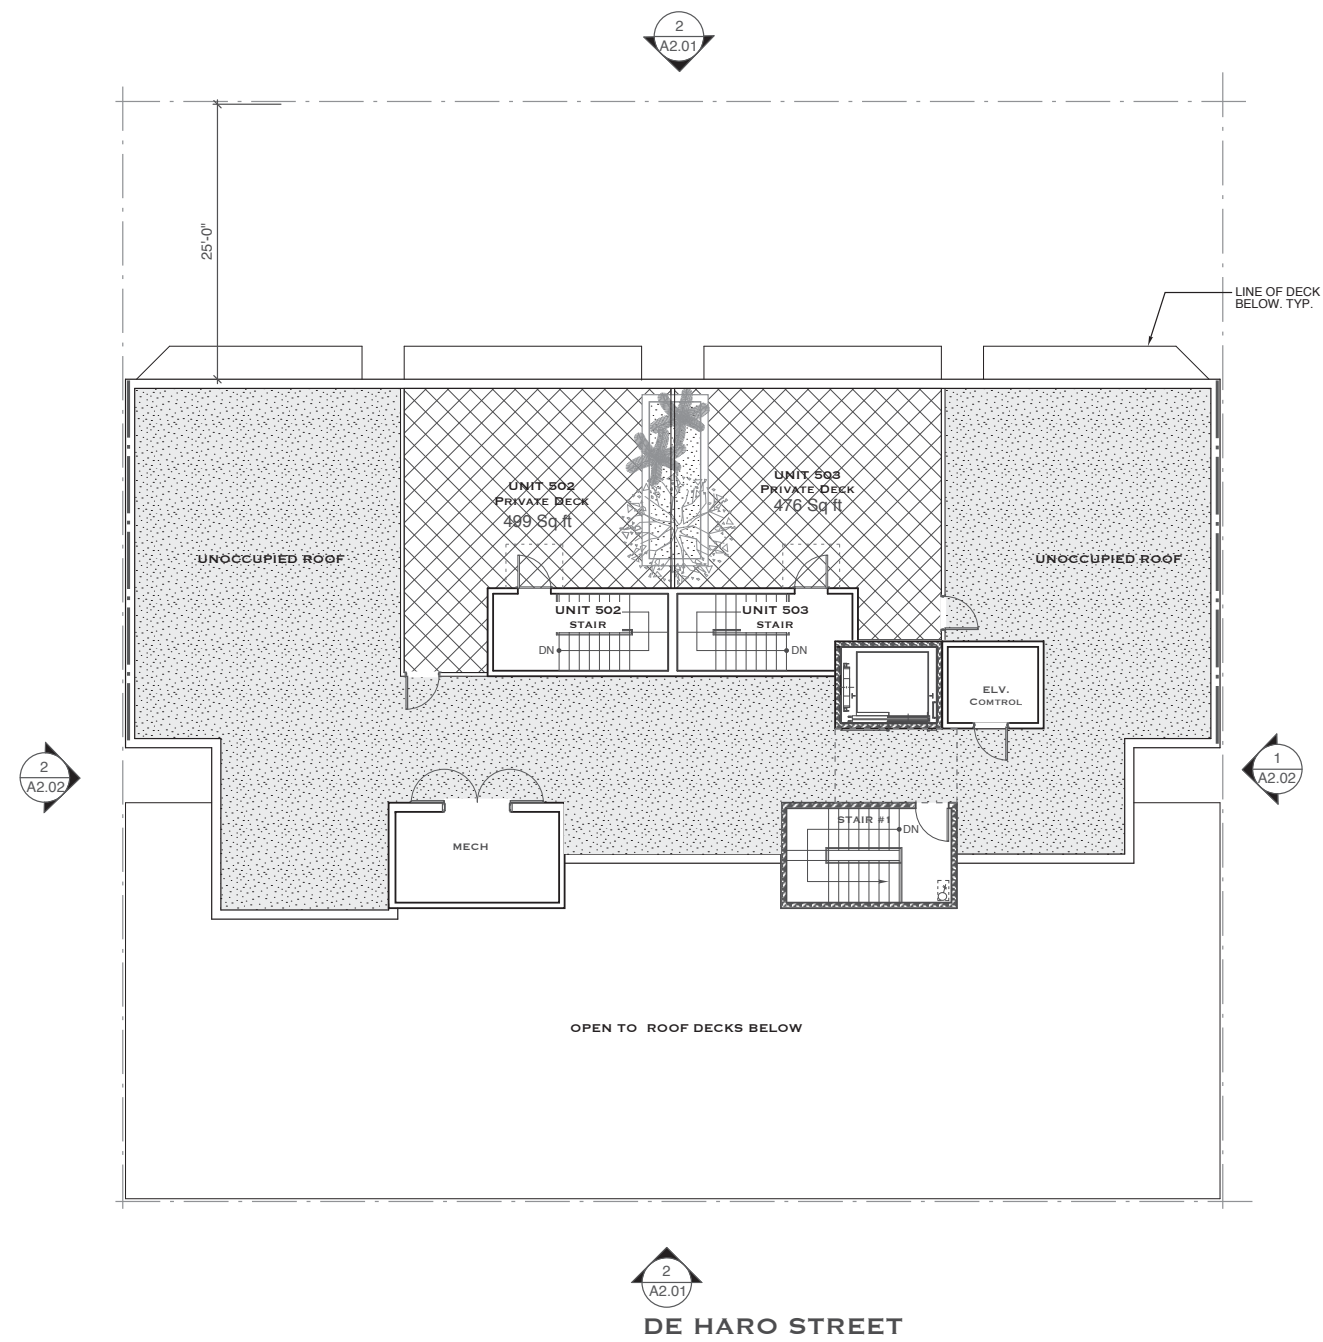 2
A2.01
25'-0"
LINE OF DECK
BELOW. TYP.
UNIT 502
PRIVATE DECK
499 Sq ft
UNIT 503
PRIVATE DECK
476 Sq ft
UNOCCUPIED ROOF
UNOCCUPIED ROOF
UNIT 502
STAIR
DN
UNIT 503
STAIR
DN
ELV.
COMTROL
2
A2.02
1
A2.02
MECH
STAIR #1
DN
OPEN TO ROOF DECKS BELOW
2
A2.01
DE HARO STREET